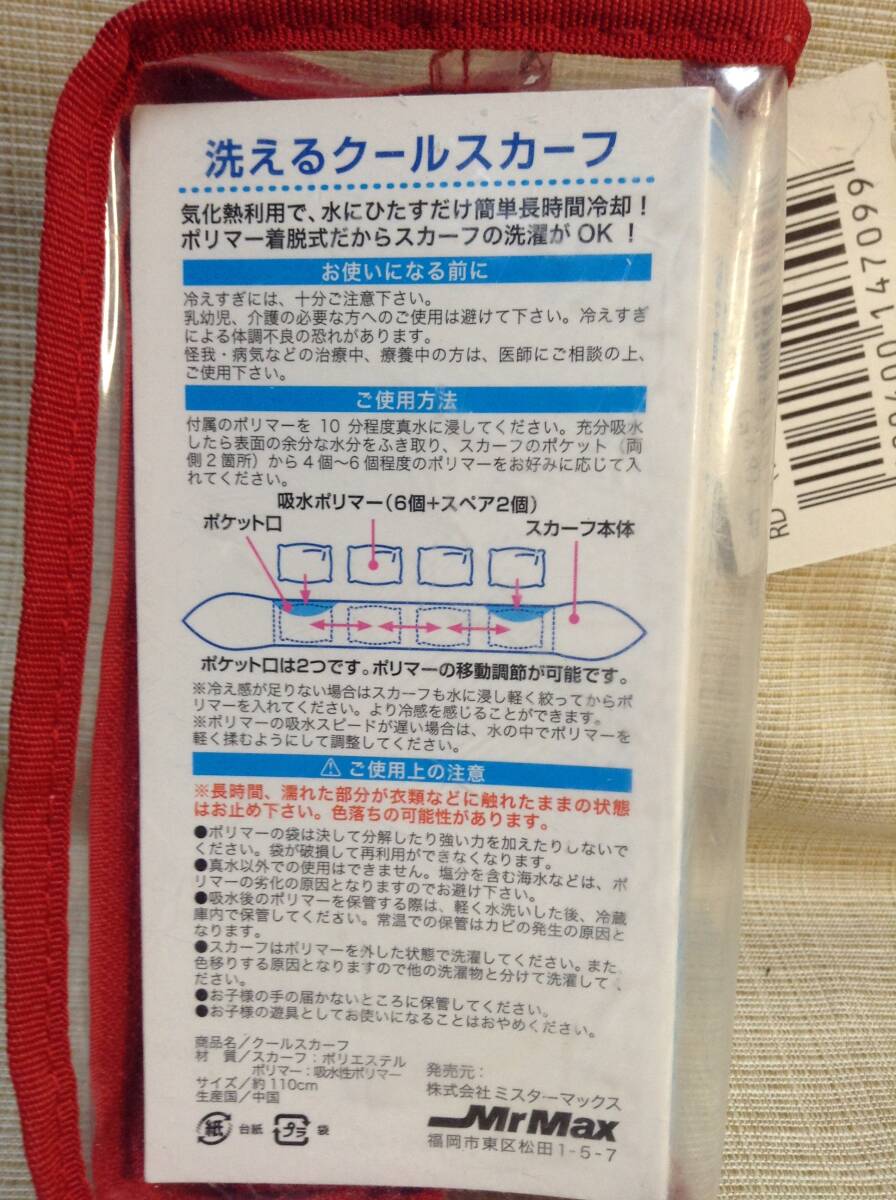 洗えるクールスカーフ
気化熱利用で、水にひたすだけ簡単長時間冷却！
ポリマー着脱式だからスカーフの洗濯がOK！
お使いになる前に
冷えすぎには、十分ご注意下さい。
乳幼児、介護の必要な方へのご使用は避けて下さい。冷えすぎ
による体調不良の恐れがあります。
怪我・病気などの治療中、療養中の方は、医師にご相談の上、
ご使用下さい。
ご使用方法
付属のポリマーを 10 分程度真水に浸してください。充分吸水
したら表面の余分な水分をふき取り、スカーフのポケット（両
側2箇所）から4個〜6個程度のポリマーをお好みに応じて入
れてください。
吸水ポリマー（6個+スペア2個）
ポケット口
スカーフ本体
ポケット口は2つです。ポリマーの移動調節が可能です。
※冷え感が足りない場合はスカーフも水に浸し軽く絞ってからポ
リマーを入れてください。より冷感を感じることができます。
※ポリマーの吸水スピードが遅い場合は、水の中でポリマーを
軽く揉むようにして調整してください。
⚠ ご使用上の注意
※長時間、濡れた部分が衣類などに触れたままの状態
はお止め下さい。色落ちの可能性があります。
●ポリマーの袋は決して分解したり強い力を加えたりしないで
ください。袋が破損して再利用ができなくなります。
●真水以外での使用はできません。塩分を含む海水などは、ポ
リマーの劣化の原因となりますのでお避け下さい。
●吸水後のポリマーを保管する際は、軽く水洗いした後、冷蔵
庫内で保管してください。常温での保管はカビの発生の原因と
なります。
●スカーフはポリマーを外した状態で洗濯してください。また
色移りする原因となりますので他の洗濯物と分けて洗濯して
ださい。
●お子様の手の届かないところに保管してください。
●お子様の遊具としてお使いになることはおやめください。
商品名／クールスカーフ
材 質／スカーフ：ポリエステル
ポリマー：吸水性ポリマー
サイズ／約110cm
生産国／中国
紙 台紙 プラ 袋
発売元：
株式会社ミスターマックス
MrMax
福岡市東区松田1-5-7
RD
00147099